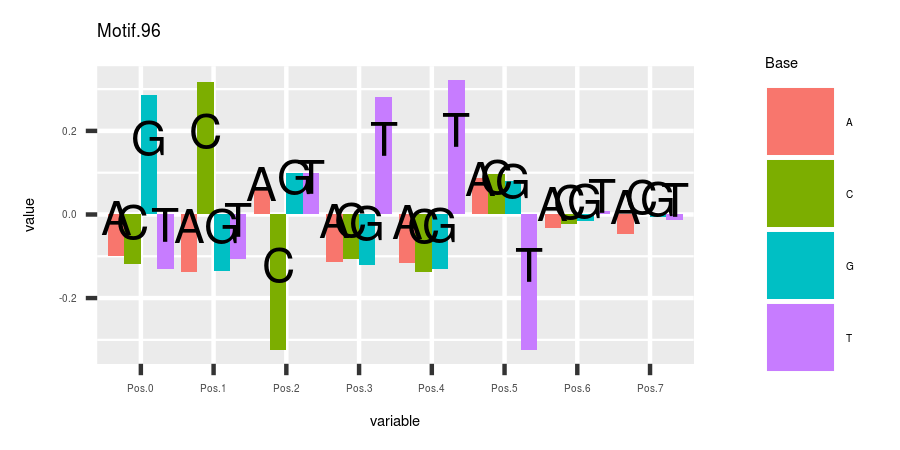 Motif.96
Base
A
C
G
T
value
0.2
0.0
-0.2
A C G T A C G T A C G T A C G T A C G T A C G T A C G T A C G T
Pos.0 Pos.1 Pos.2 Pos.3 Pos.4 Pos.5 Pos.6 Pos.7
variable